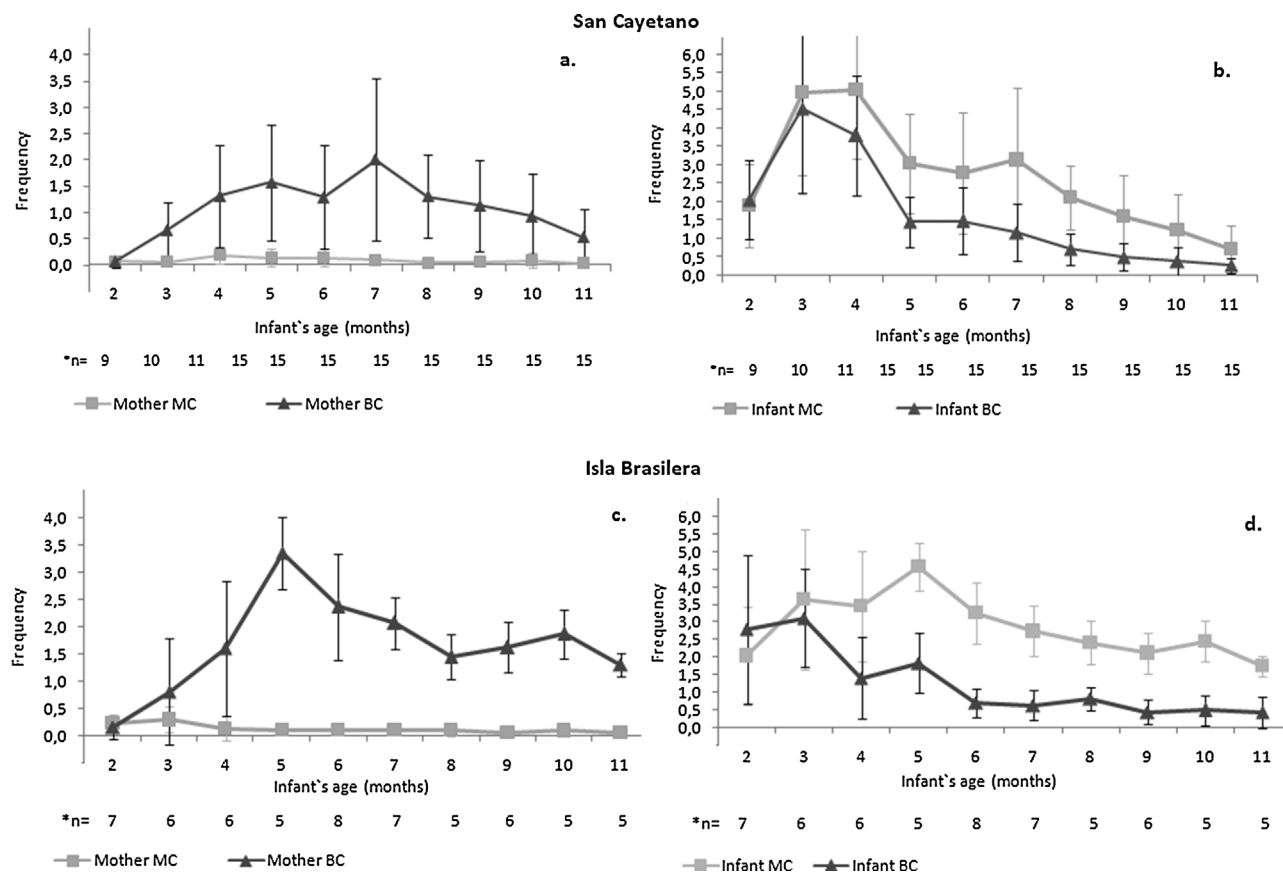 San Cayetano
a.
4,0
3,5
3,0
2,5
2,0
1,5
1,0
0,5
0,0
Frequency
2 3 4 5 6 7 8 9 10 11
Infant`s age (months)
*n= 9 10 11 15 15 15 15 15 15 15 15
Mother MC Mother BC
b.
6,0
5,5
5,0
4,5
4,0
3,5
3,0
2,5
2,0
1,5
1,0
0,5
0,0
Frequency
2 3 4 5 6 7 8 9 10 11
Infant`s age (months)
*n= 9 10 11 15 15 15 15 15 15 15 15
Infant MC Infant BC
Isla Brasilera
c.
4,0
3,5
3,0
2,5
2,0
1,5
1,0
0,5
0,0
Frequency
2 3 4 5 6 7 8 9 10 11
Infant`s age (months)
*n= 7 6 6 5 8 7 5 6 5 5
Mother MC Mother BC
d.
6,0
5,5
5,0
4,5
4,0
3,5
3,0
2,5
2,0
1,5
1,0
0,5
0,0
Frequency
2 3 4 5 6 7 8 9 10 11
Infant`s age (months)
*n= 7 6 6 5 8 7 5 6 5 5
Infant MC Infant BC